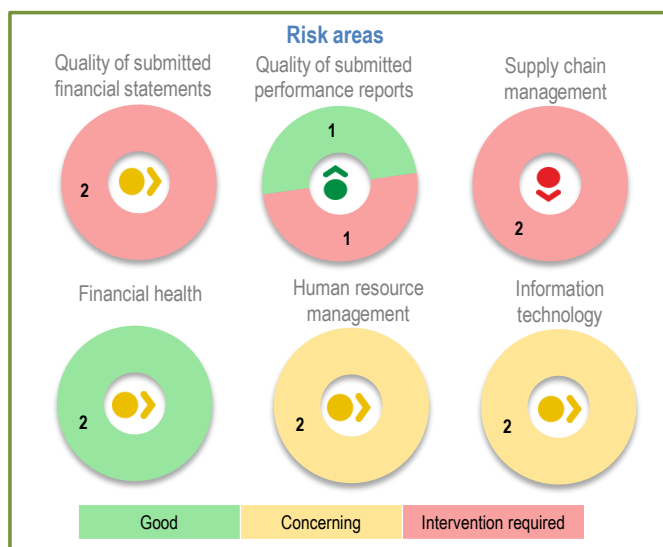 Risk areas
Quality of submitted
financial statements
Quality of submitted
performance reports
Supply chain
management
2
1
1
2
Financial health
Human resource
management
Information
technology
2
2
2
Good
Concerning
Intervention required